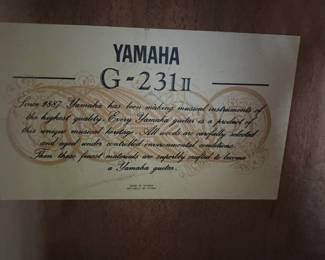 YAMAHA
G-231II
Since 1887 Yamaha has been making musical instruments of
the highest quality. Every Yamaha guitar is a product of
this unique musical heritage. All woods are carefully selected
and aged under controlled environmental conditions.
Then these finest materials are superbly crafted to become
a Yamaha guitar.